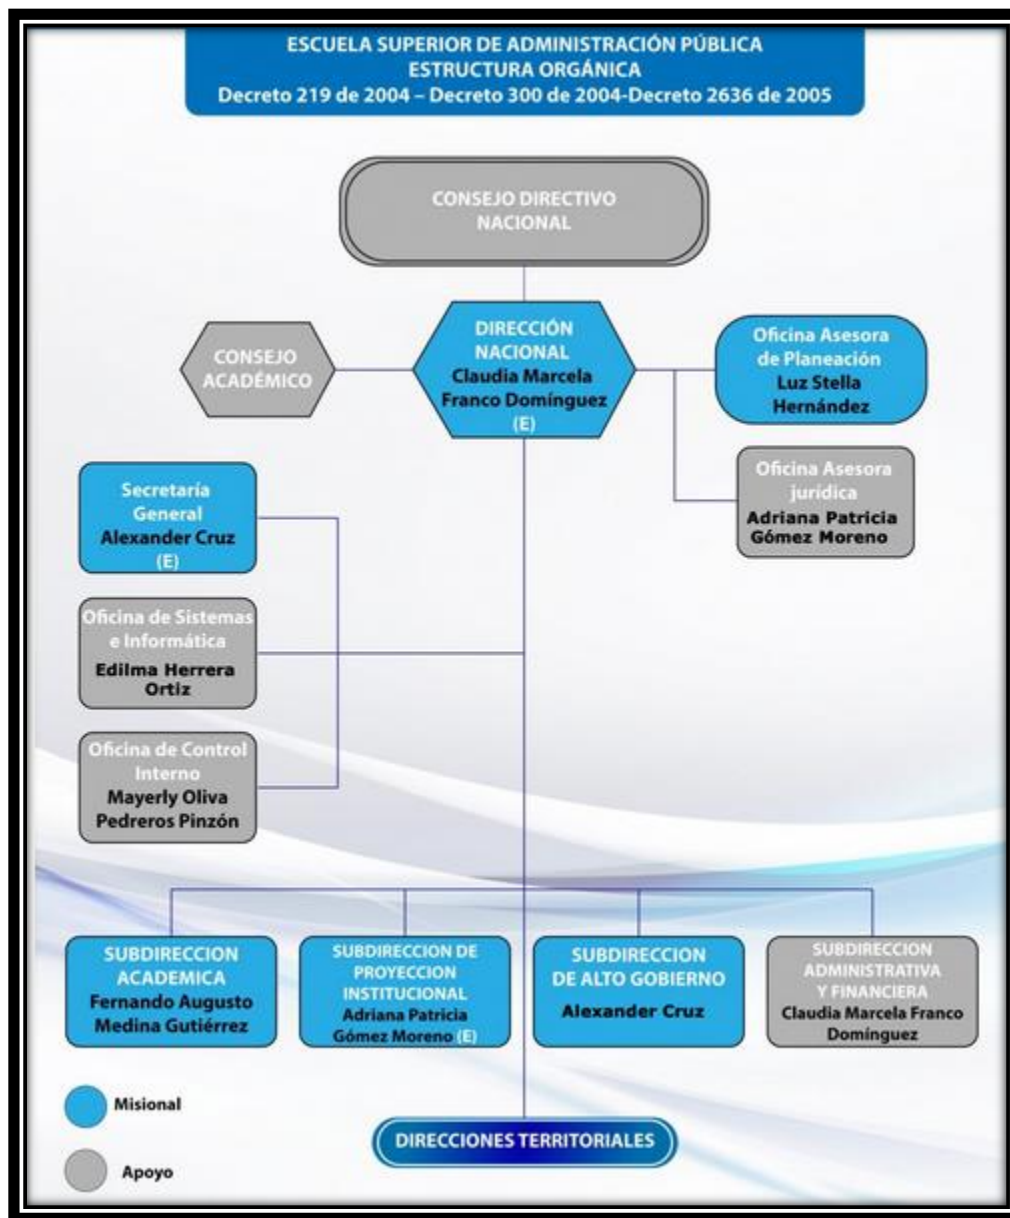 ESCUELA SUPERIOR DE ADMINISTRACIÓN PÚBLICA
ESTRUCTURA ORGÁNICA
Decreto 219 de 2004 – Decreto 300 de 2004-Decreto 2636 de 2005
CONSEJO DIRECTIVO
NACIONAL
CONSEJO
ACADÉMICO
DIRECCIÓN
NACIONAL
Claudia Marcela
Franco Domínguez
(E)
Oficina Asesora
de Planeación
Luz Stella
Hernández
Oficina Asesora
jurídica
Adriana Patricia
Gómez Moreno
Secretaría
General
Alexander Cruz
(E)
Oficina de Sistemas
e Informática
Edilma Herrera
Ortiz
Oficina de Control
Interno
Mayerly Oliva
Pedreros Pinzón
SUBDIRECCION
ACADEMICA
Fernando Augusto
Medina Gutiérrez
SUBDIRECCION DE
PROYECCION
INSTITUCIONAL
Adriana Patricia
Gómez Moreno (E)
SUBDIRECCION
DE ALTO GOBIERNO
Alexander Cruz
SUBDIRECCION
ADMINISTRATIVA
Y FINANCIERA
Claudia Marcela Franco
Domínguez
Misional
Apoyo
DIRECCIONES TERRITORIALES